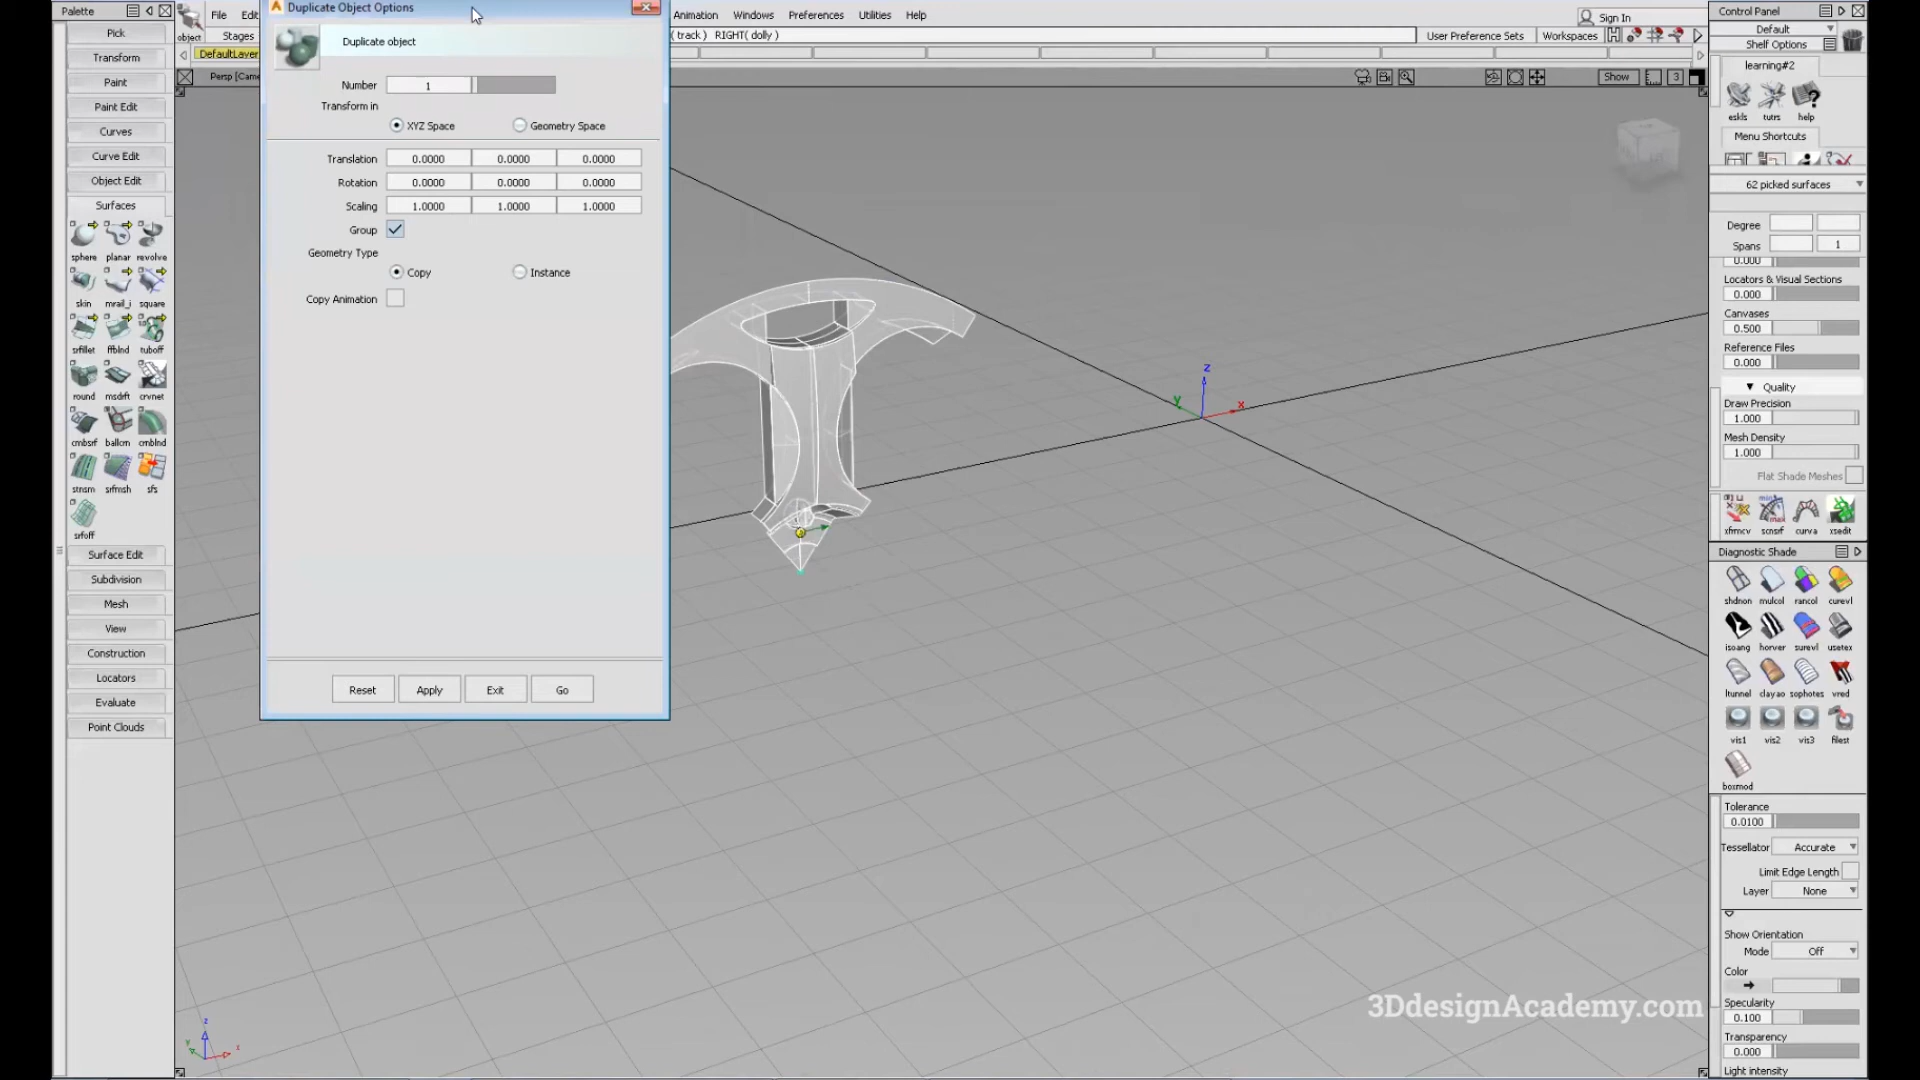 Palette
Pick
Transform
Paint
Paint Edit
Curves
Curve Edit
Object Edit
Surfaces
sphere planar revolve
skin mrail_i square
srfillet ffblnd tuboff
round msdrft crvnet
cmbsrf ballcrn cmblnd
strnsrn srfmsh sfs
srfoff
Surface Edit
Subdivision
Mesh
View
Construction
Locators
Evaluate
Point Clouds
object
File Edit
Stages
DefaultLayer
Persp [Came
Duplicate Object Options
Duplicate object
Number 1
Transform in
XYZ Space Geometry Space
Translation 0.0000 0.0000 0.0000
Rotation 0.0000 0.0000 0.0000
Scaling 1.0000 1.0000 1.0000
Group
Geometry Type
Copy Instance
Copy Animation
Reset Apply Exit Go
Animation Windows Preferences Utilities Help
Sign In
( track ) RIGHT( dolly )
User Preference Sets Workspaces
Show 3
z
y x
z
y x
3DdesignAcademy.com
Control Panel
Default
Shelf Options
learning#2
eskls tutrs help
Menu Shortcuts
62 picked surfaces
Degree
Spans 1
0.000
Locators & Visual Sections
0.000
Canvases
0.500
Reference Files
0.000
Quality
Draw Precision
1.000
Mesh Density
1.000
Flat Shade Meshes
xfrmcv scnsrf curva xsedit
Diagnostic Shade
shdnon mulcol rancol curevl
isoang horver surevl usetex
ltunnel clayao sophotes vred
vis1 vis2 vis3 filest
boxmod
Tolerance
0.0100
Tessellator Accurate
Limit Edge Length
Layer None
Show Orientation
Mode Off
Color
Specularity
0.100
Transparency
0.000
Light intensity